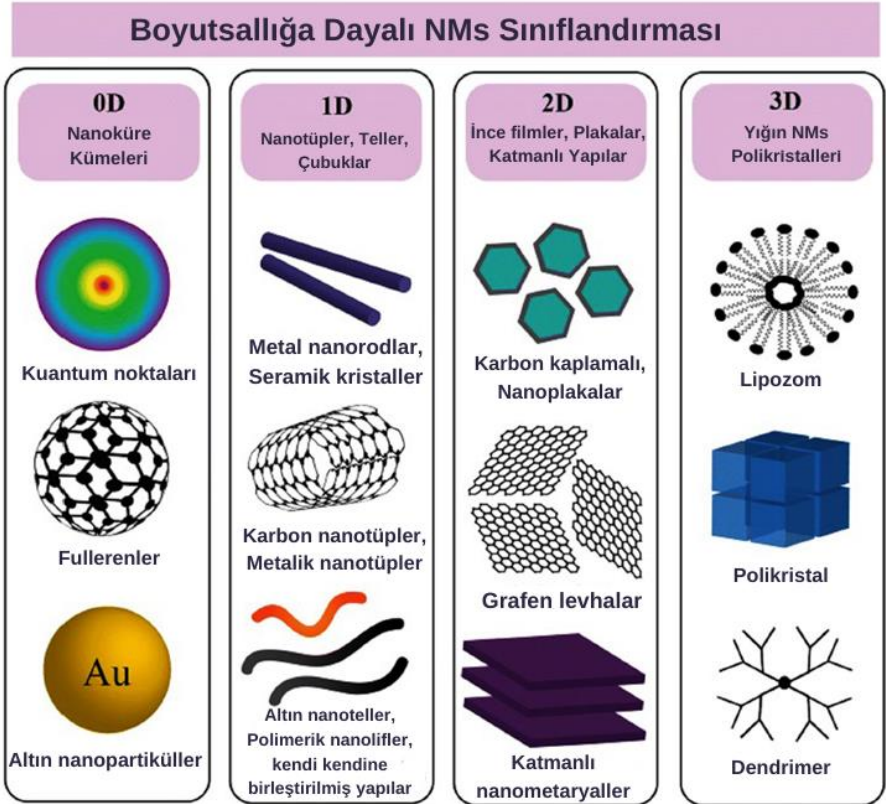 Boyutsallığa Dayalı NMs Sınıflandırması
0D
Nanoküre
Kümeleri
Kuantum noktaları
Fullerenler
Au
Altın nanopartiküller
1D
Nanotüpler, Teller,
Çubuklar
Metal nanorodlar,
Seramik kristaller
Karbon nanotüpler,
Metalik nanotüpler
Altın nanoteller,
Polimerik nanolifler,
kendi kendine
birleştirilmiş yapılar
2D
İnce filmler, Plakalar,
Katmanlı Yapılar
Karbon kaplamalı,
Nanoplakalar
Grafen levhalar
Katmanlı
nanometaryaller
3D
Yığın NMs
Polikristalleri
Lipozom
Polikristal
Dendrimer